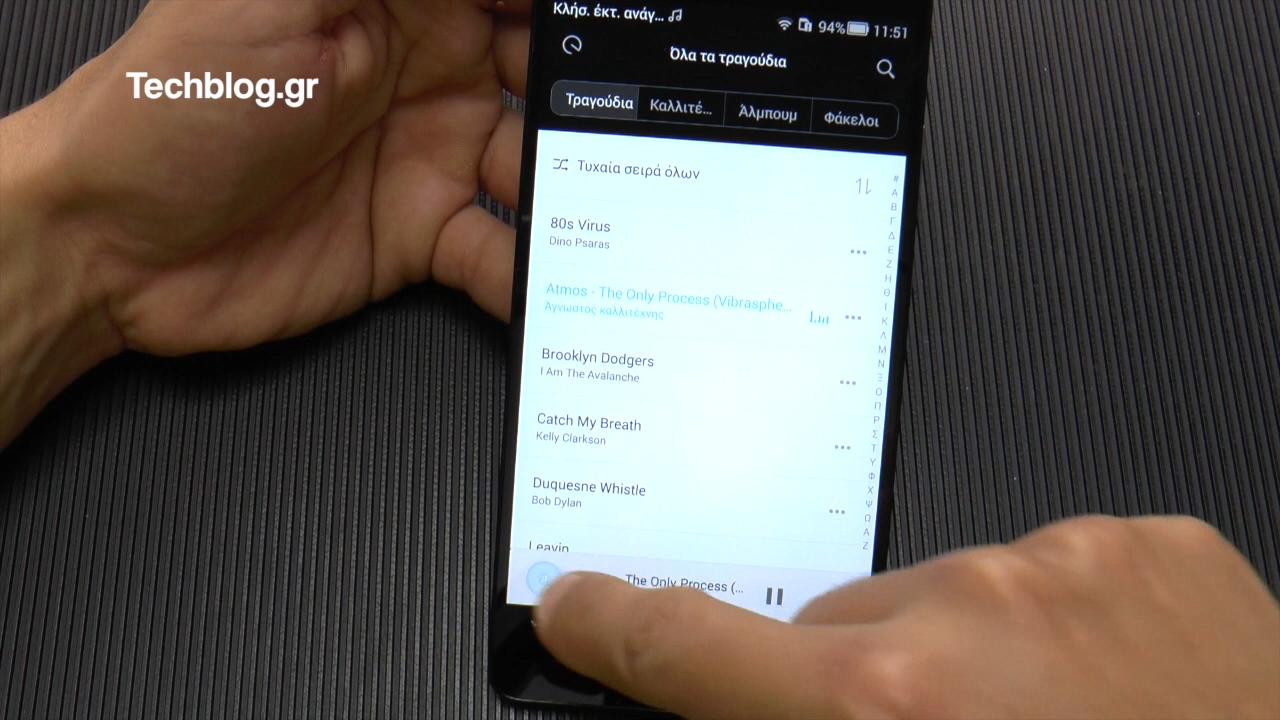 Κλήσ. έκτ. ανάγ...
94% 11:51
Techblog.gr
Όλα τα τραγούδια
Τραγούδια Καλλιτέ... Άλμπουμ Φάκελοι
Τυχαία σειρά όλων
80s Virus
Dino Psaras
Atmos - The Only Process (Vibrasphe...
Άγνωστος καλλιτέχνης
Brooklyn Dodgers
I Am The Avalanche
Catch My Breath
Kelly Clarkson
Duquesne Whistle
Bob Dylan
Leavin
The Only Process (...
#
Α
Β
Γ
Δ
Ε
Ζ
Η
Θ
Ι
Κ
Λ
Μ
Ν
Ξ
Ο
Π
Ρ
Σ
Τ
Υ
Φ
Χ
Ψ
Ω
A
Z